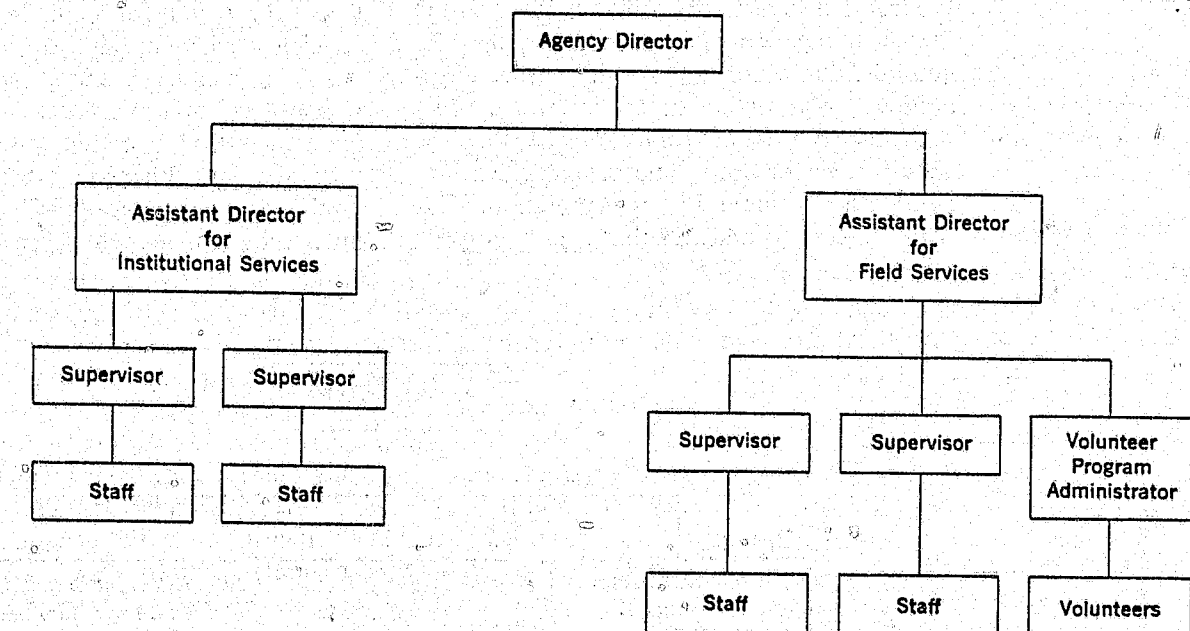 Agency Director
Assistant Director
for
Institutional Services
Assistant Director
for
Field Services
Supervisor
Supervisor
Supervisor
Supervisor
Volunteer
Program
Administrator
Staff
Staff
Staff
Staff
Volunteers